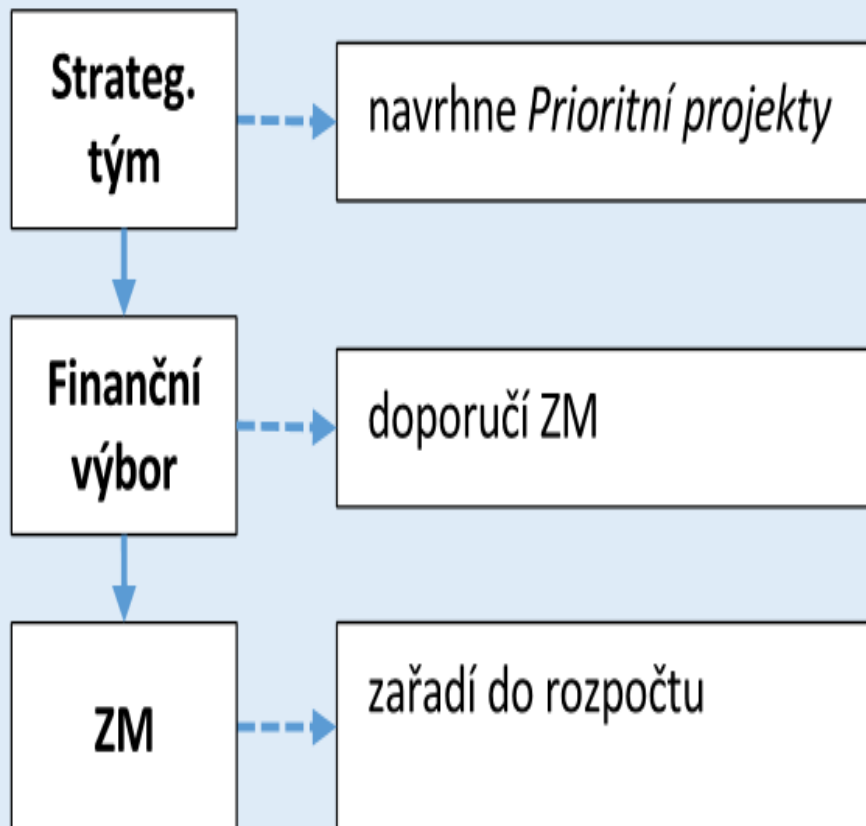 Strateg.
tým
navrhne Prioritní projekty
Finanční
výbor
doporučí ZM
ZM
zařadí do rozpočtu